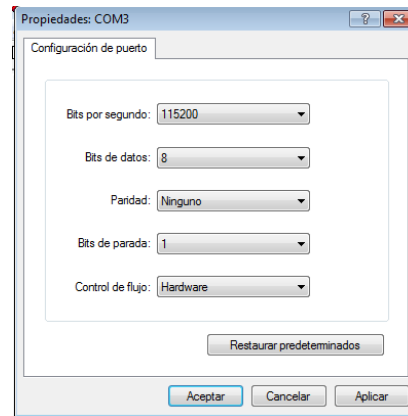 Propiedades: COM3
Configuración de puerto
Bits por segundo: 115200
Bits de datos: 8
Paridad: Ninguno
Bits de parada: 1
Control de flujo: Hardware
Restaurar predeterminados
Aceptar Cancelar Aplicar